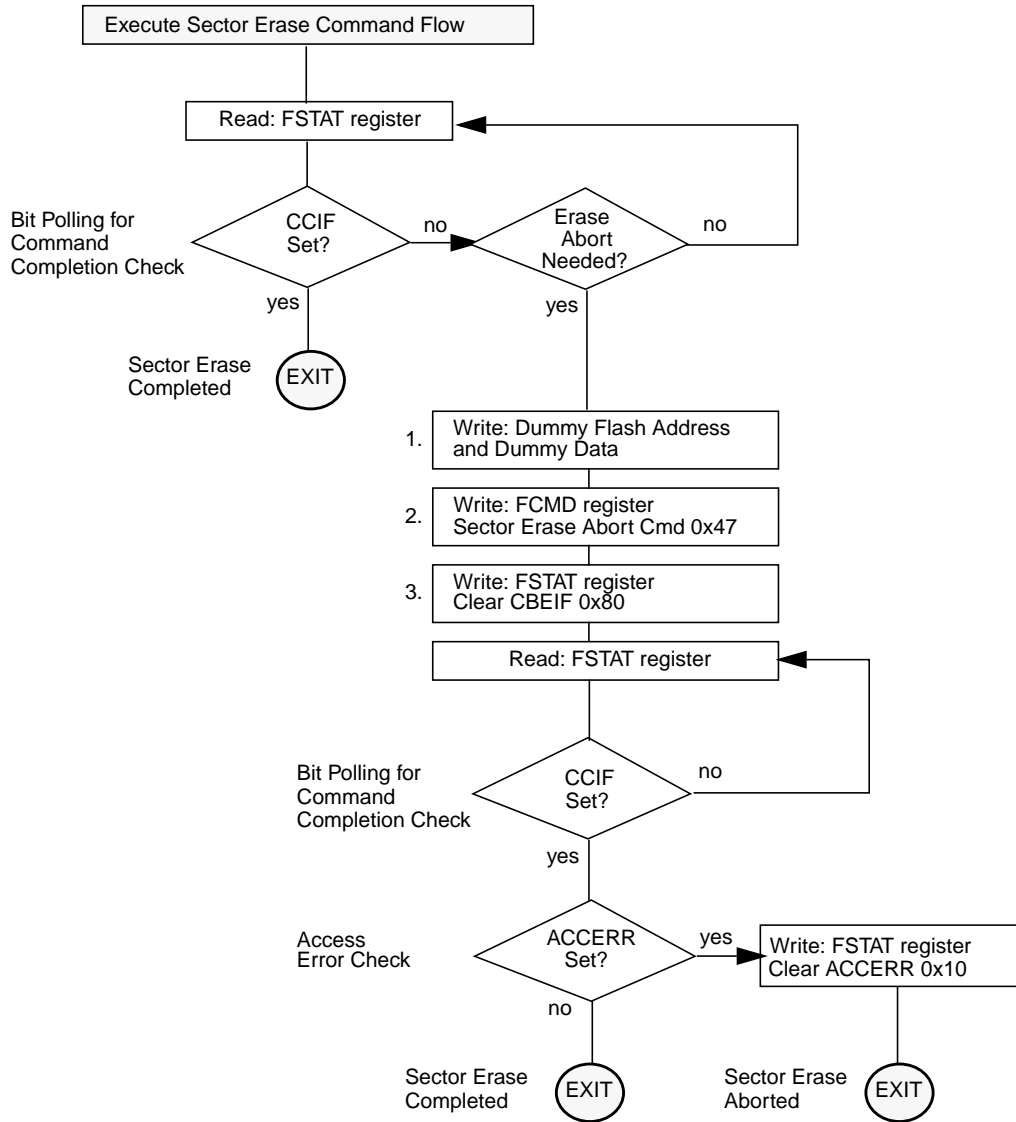 Execute Sector Erase Command Flow
Read: FSTAT register
Bit Polling for
Command
Completion Check
CCIF
Set?
no
Erase
Abort
Needed?
no
yes
yes
Sector Erase
Completed
EXIT
1.
Write: Dummy Flash Address
and Dummy Data
2.
Write: FCMD register
Sector Erase Abort Cmd 0x47
3.
Write: FSTAT register
Clear CBEIF 0x80
Read: FSTAT register
Bit Polling for
Command
Completion Check
CCIF
Set?
no
yes
Access
Error Check
ACCERR
Set?
yes
Write: FSTAT register
Clear ACCERR 0x10
no
Sector Erase
Completed
EXIT
Sector Erase
Aborted
EXIT